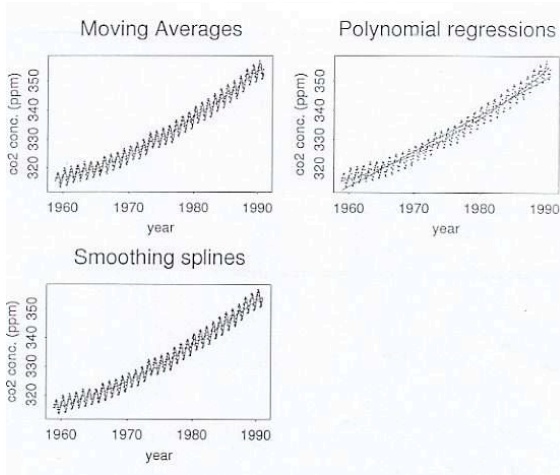 Moving Averages
co2 conc. (ppm)
320 330 340 350
1960 1970 1980 1990
year
Polynomial regressions
co2 conc. (ppm)
320 330 340 350
1960 1970 1980 1990
year
Smoothing splines
co2 conc. (ppm)
320 330 340 350
1960 1970 1980 1990
year